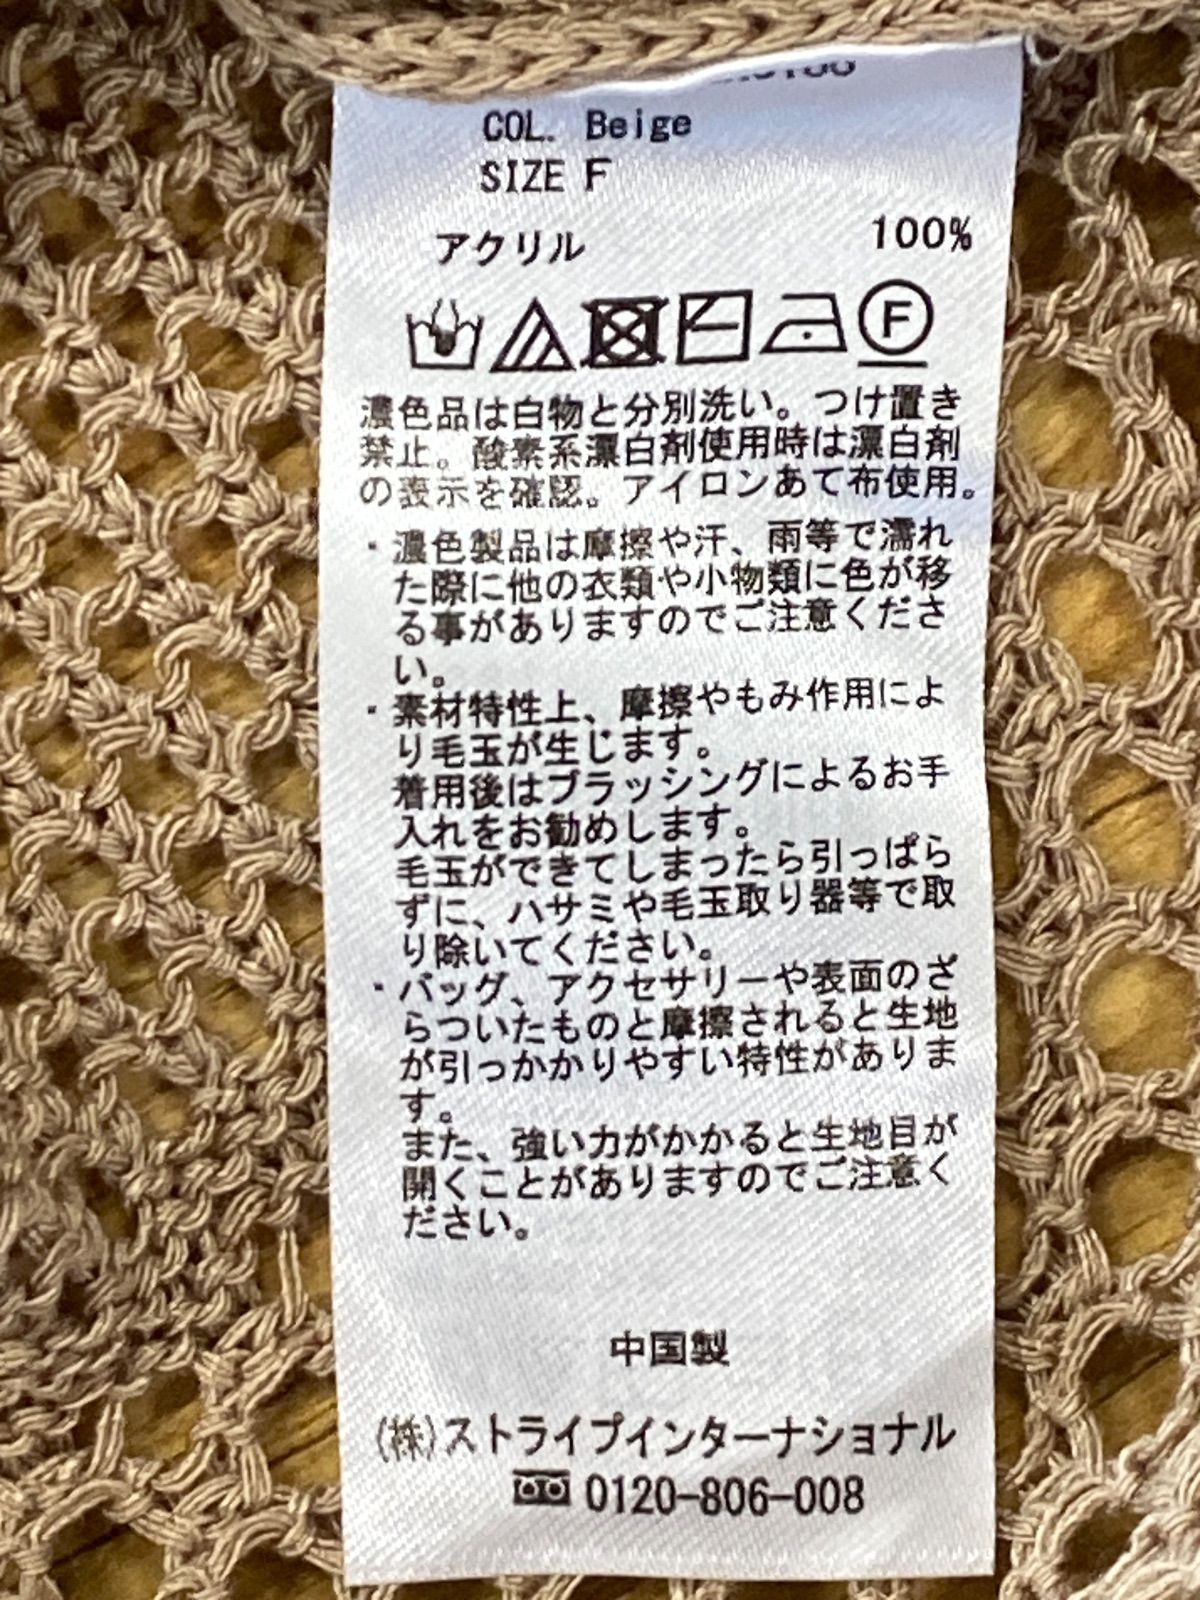 COL. Beige
SIZE F
アクリル 100%
F
濃色品は白物と分別洗い。つけ置き
禁止。酸素系漂白剤使用時は漂白剤
の表示を確認。アイロンあて布使用。
・濃色製品は摩擦や汗、雨等で濡れ
た際に他の衣類や小物類に色が移
る事がありますのでご注意くださ
い。
・素材特性上、摩擦やもみ作用によ
り毛玉が生じます。
着用後はブラッシングによるお手
入れをお勧めします。
毛玉ができてしまったら引っぱら
ずに、ハサミや毛玉取り器等で取
り除いてください。
・バッグ、アクセサリーや表面のざ
らついたものと摩擦されると生地
が引っかかりやすい特性がありま
す。
また、強い力がかかると生地目が
開くことがありますのでご注意く
ださい。
中国製
(株)ストライプインターナショナル
0120-806-008